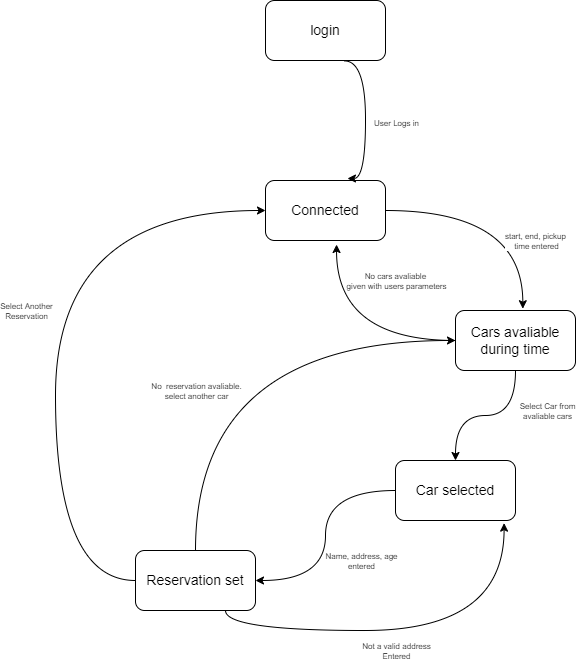 login
User Logs in
Connected
start, end, pickup
time entered
No cars avaliable
given with users parameters
Select Another
Reservation
Cars avaliable
during time
No  reservation avaliable.
select another car
Select Car from
avaliable cars
Car selected
Name, address, age
entered
Reservation set
Not a valid address
Entered